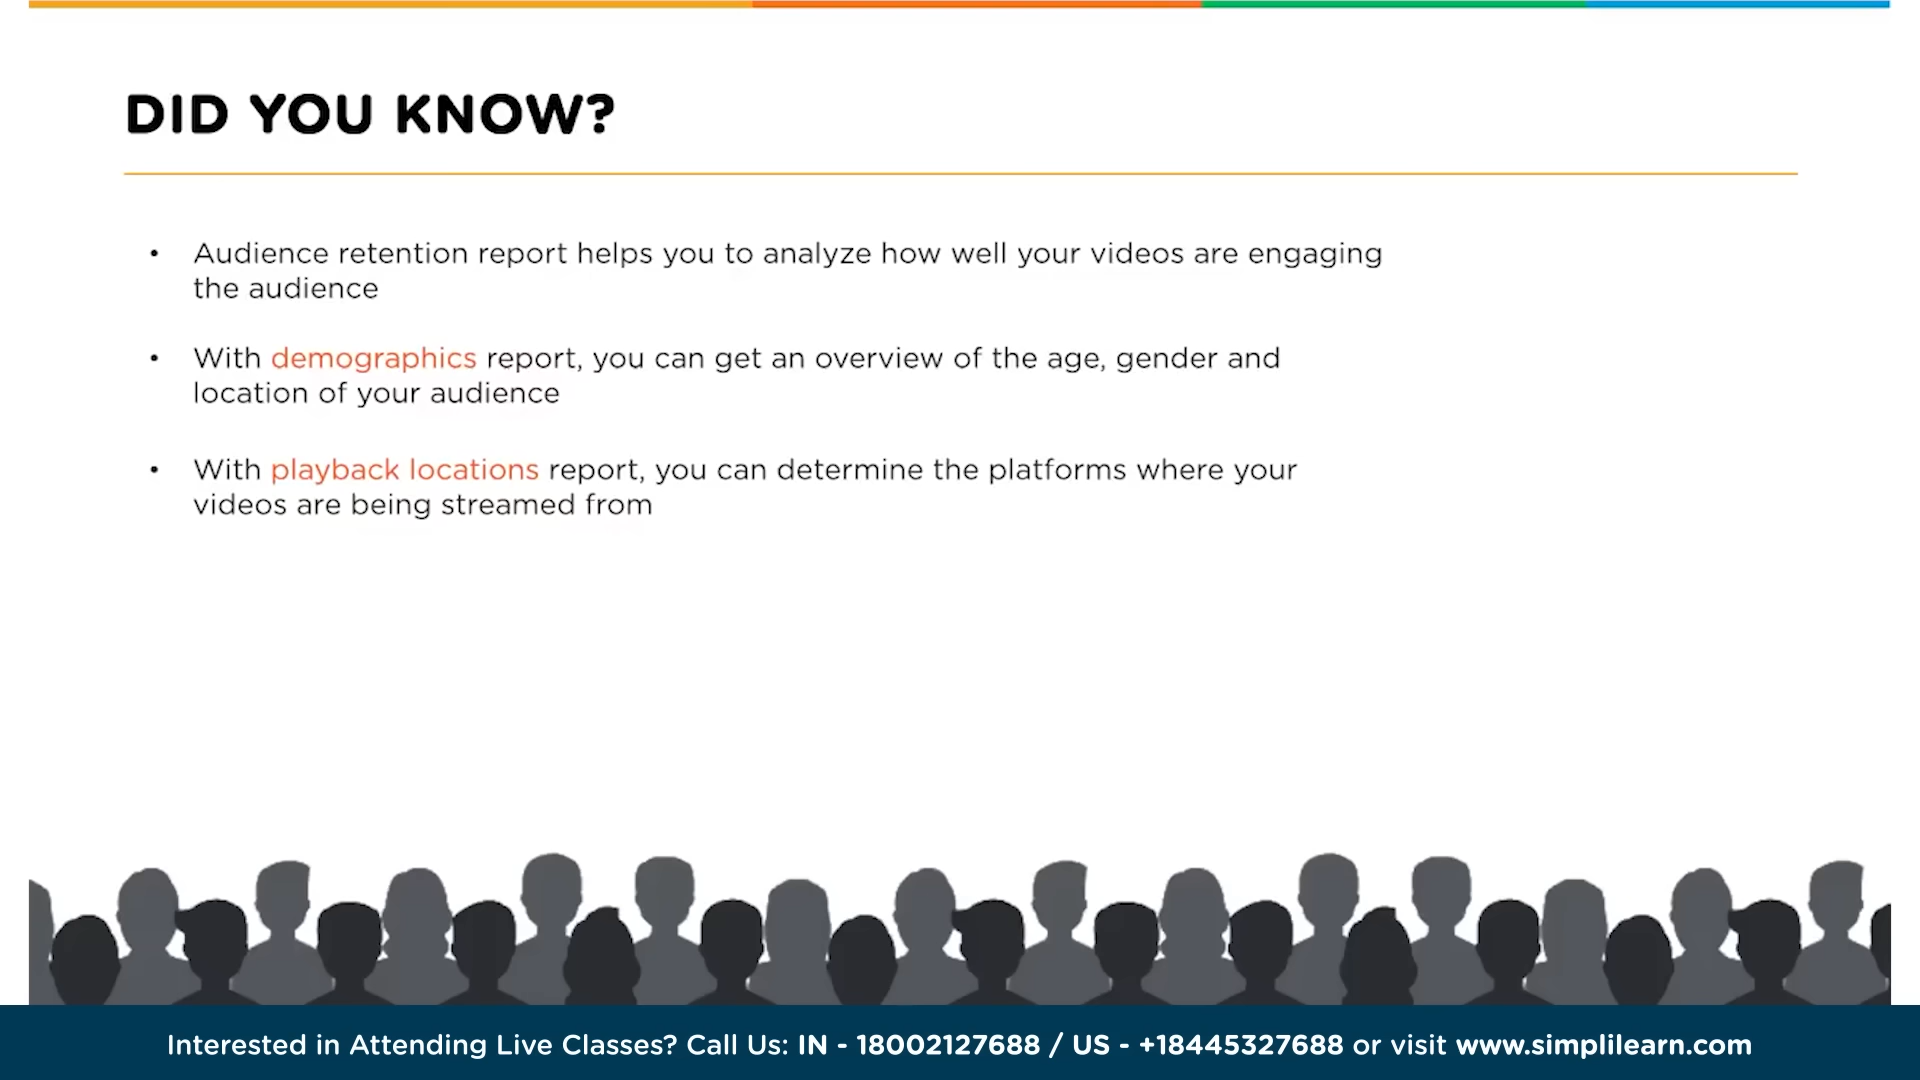 DID YOU KNOW?
• Audience retention report helps you to analyze how well your videos are engaging
the audience
• With demographics report, you can get an overview of the age, gender and
location of your audience
• With playback locations report, you can determine the platforms where your
videos are being streamed from
Interested in Attending Live Classes? Call Us: IN - 18002127688 / US - +18445327688 or visit www.simplilearn.com